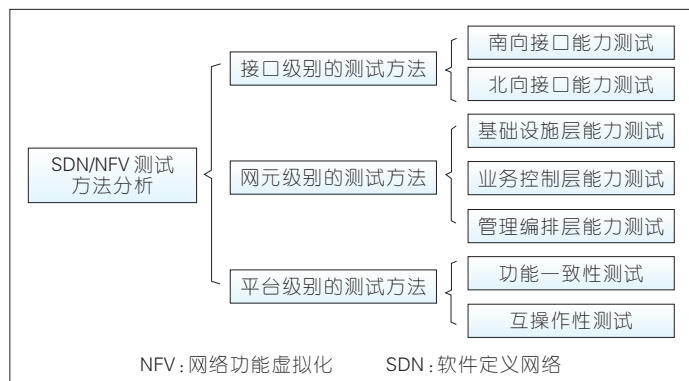 SDN/NFV 测试
方法分析
接口级别的测试方法
南向接口能力测试
北向接口能力测试
网元级别的测试方法
基础设施层能力测试
业务控制层能力测试
管理编排层能力测试
平台级别的测试方法
功能一致性测试
互操作性测试
NFV:网络功能虚拟化 SDN:软件定义网络